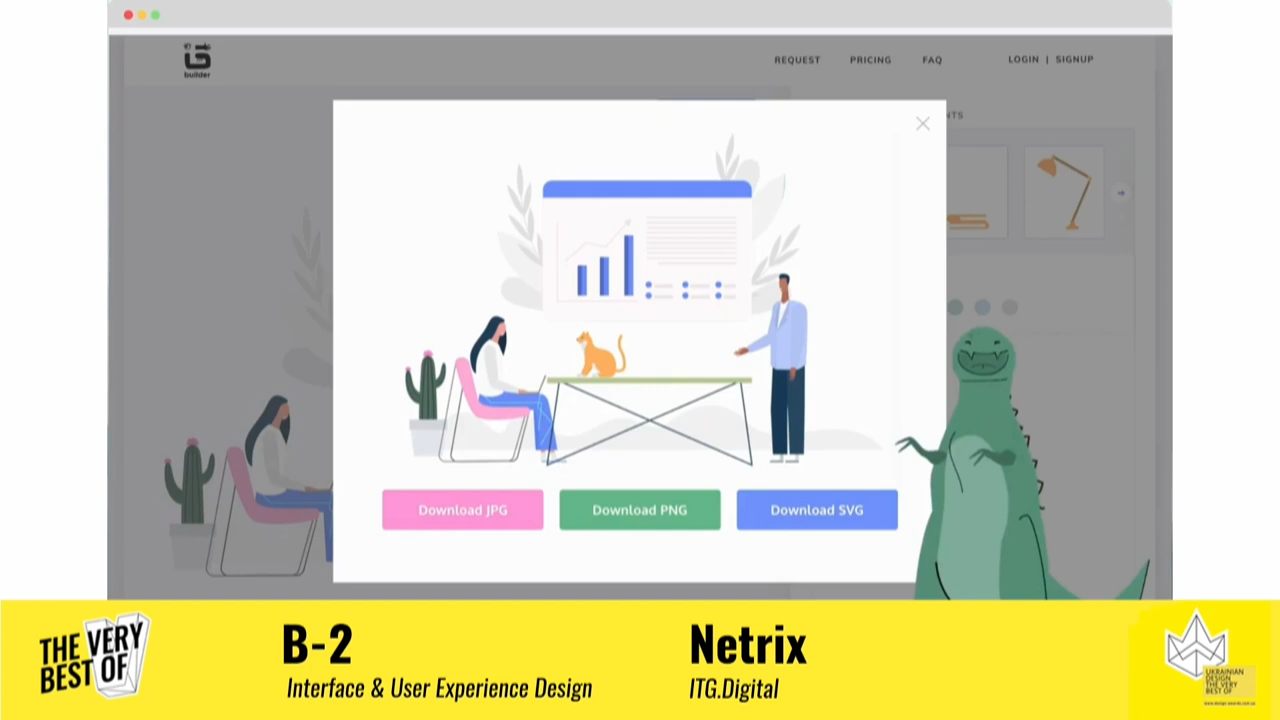 builder
REQUEST
PRICING
FAQ
LOGIN | SIGNUP
NTS
Download JPG
Download PNG
Download SVG
THE VERY
BEST OF
B-2
Interface & User Experience Design
Netrix
ITG.Digital
UKRAINIAN
DESIGN
THE VERY
BEST OF